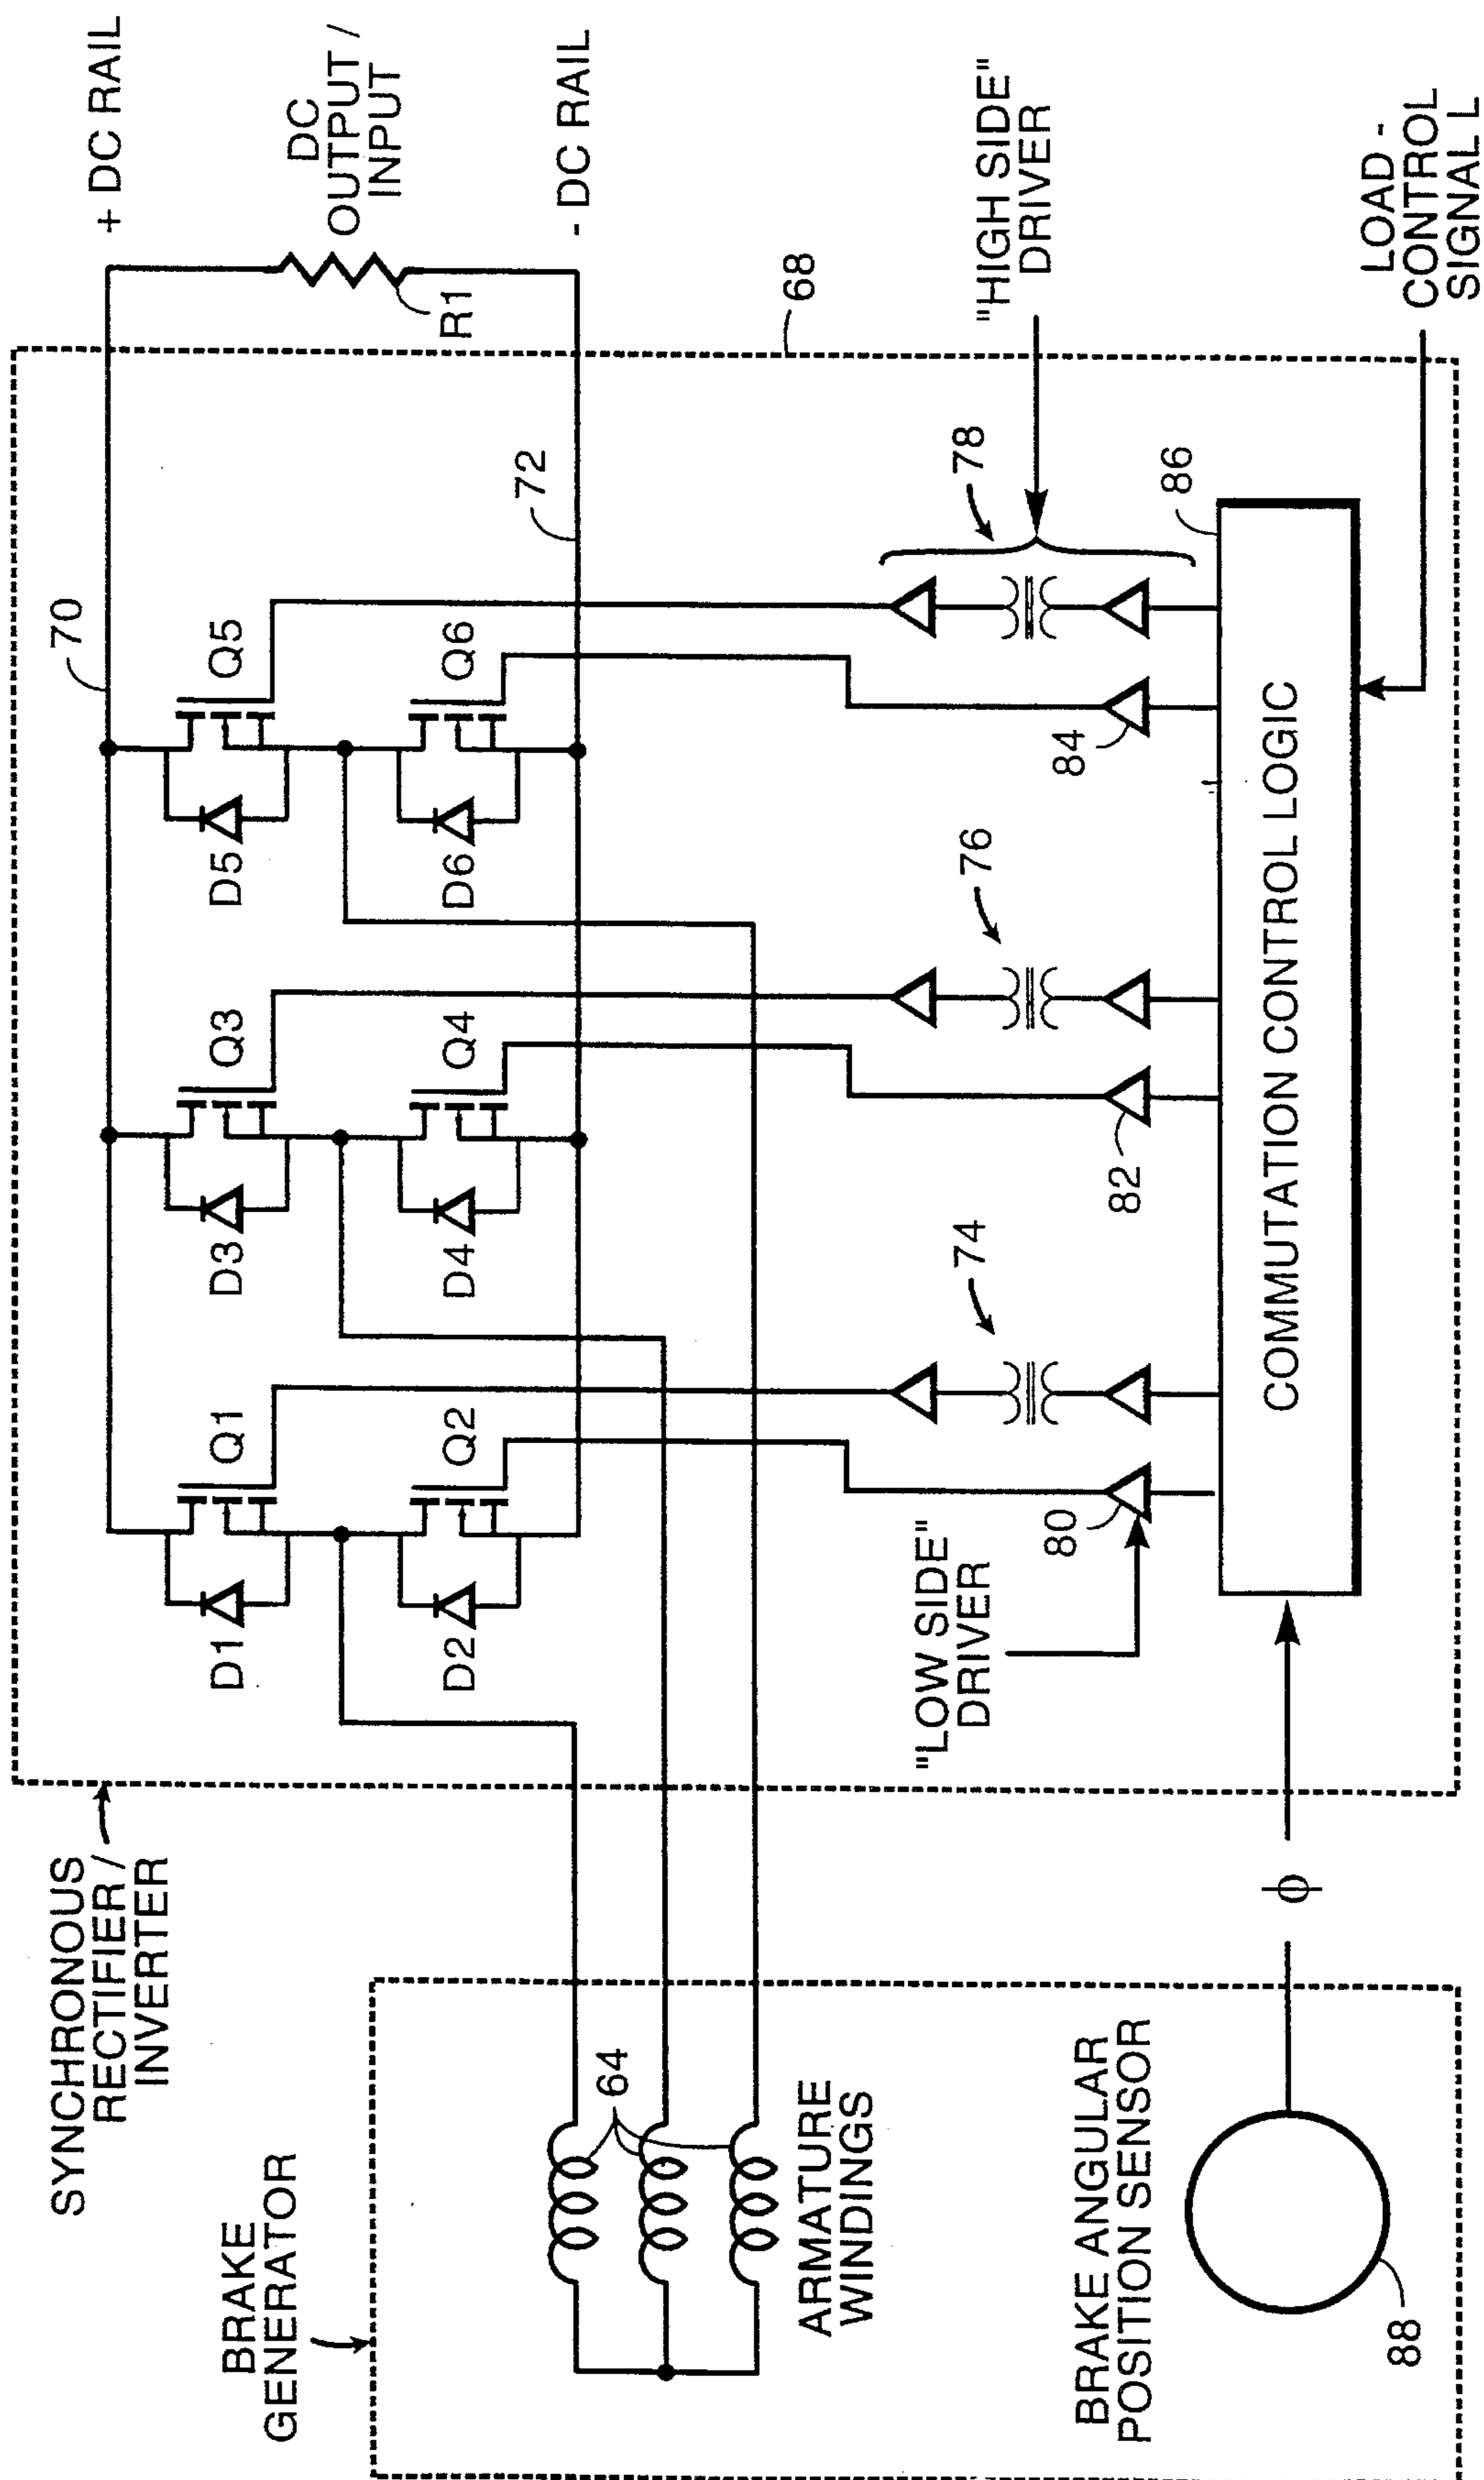 SYNCHRONOUS
RECTIFIER /
INVERTER
BRAKE
GENERATOR
64
ARMATURE
WINDINGS
BRAKE ANGULAR
POSITION SENSOR
88
ϕ
D1
Q1
D2
Q2
D3
Q3
D4
Q4
D5
Q5
D6
Q6
70
72
+ DC RAIL
DC
OUTPUT /
INPUT
R1
- DC RAIL
68
"LOW SIDE"
DRIVER
80
74
82
76
84
78
"HIGH SIDE"
DRIVER
86
COMMUTATION CONTROL LOGIC
LOAD -
CONTROL
SIGNAL L